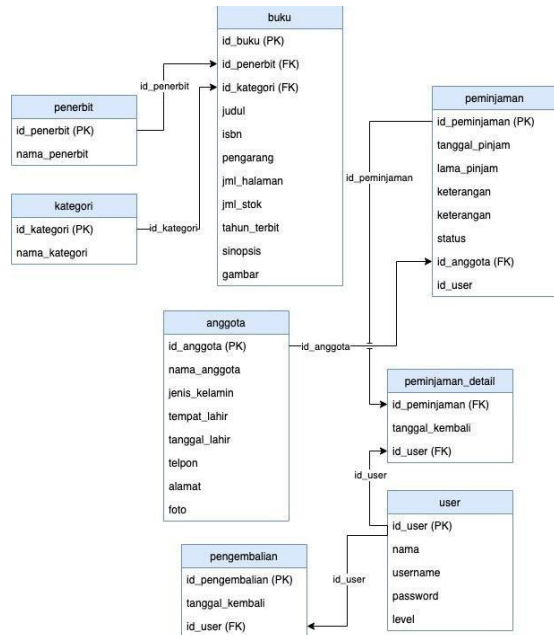 buku
id_buku (PK)
id_penerbit (FK)
id_kategori (FK)
judul
isbn
pengarang
jml_halaman
jml_stok
tahun_terbit
sinopsis
gambar
id_penerbit
penerbit
id_penerbit (PK)
nama_penerbit
kategori
id_kategori (PK)
nama_kategori
id_kategori
peminjaman
id_peminjaman (PK)
tanggal_pinjam
lama_pinjam
keterangan
keterangan
status
id_anggota (FK)
id_user
id_peminjaman
anggota
id_anggota (PK)
nama_anggota
jenis_kelamin
tempat_lahir
tanggal_lahir
telpon
alamat
foto
id_anggota
peminjaman_detail
id_peminjaman (FK)
tanggal_kembali
id_user (FK)
id_user
user
id_user (PK)
nama
username
password
level
id_user
pengembalian
id_pengembalian (PK)
tanggal_kembali
id_user (FK)